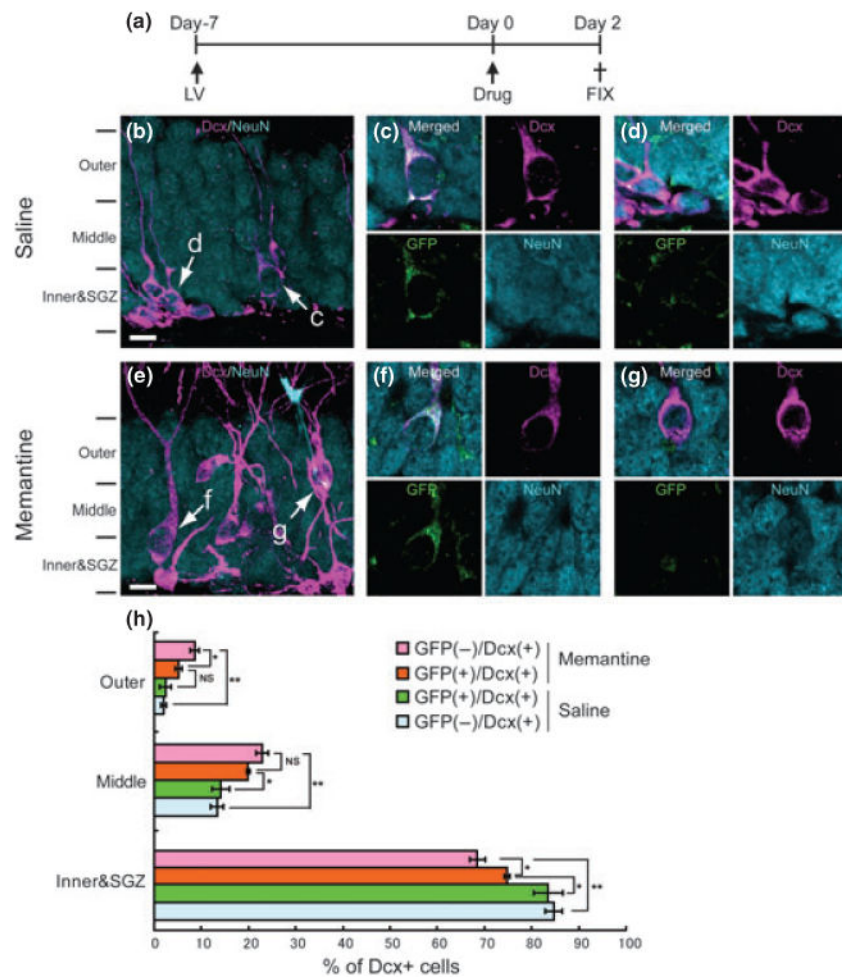 (a) Day-7 Day 0 Day 2
LV Drug FIX
Saline
(b) Dcx/NeuN
Outer
Middle
Inner&SGZ
d
c
(c) Merged Dcx
GFP NeuN
(d) Merged Dcx
GFP NeuN
Memantine
(e) Dcx/NeuN
Outer
Middle
Inner&SGZ
f
g
(f) Merged Dcx
GFP NeuN
(g) Merged Dcx
GFP NeuN
(h)
GFP(−)/Dcx(+)
GFP(+)/Dcx(+)
Memantine
GFP(+)/Dcx(+)
GFP(−)/Dcx(+)
Saline
Outer
* NS **
Middle
NS * **
Inner&SGZ
* * **
0 10 20 30 40 50 60 70 80 90 100
% of Dcx+ cells